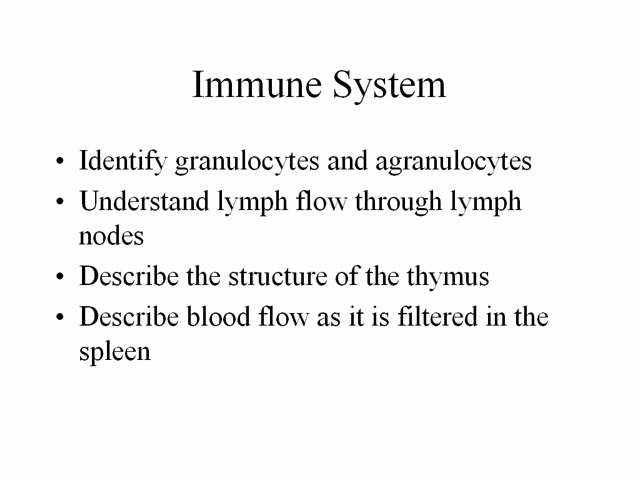 Immune System
• Identify granulocytes and agranulocytes
• Understand lymph flow through lymph
nodes
• Describe the structure of the thymus
• Describe blood flow as it is filtered in the
spleen